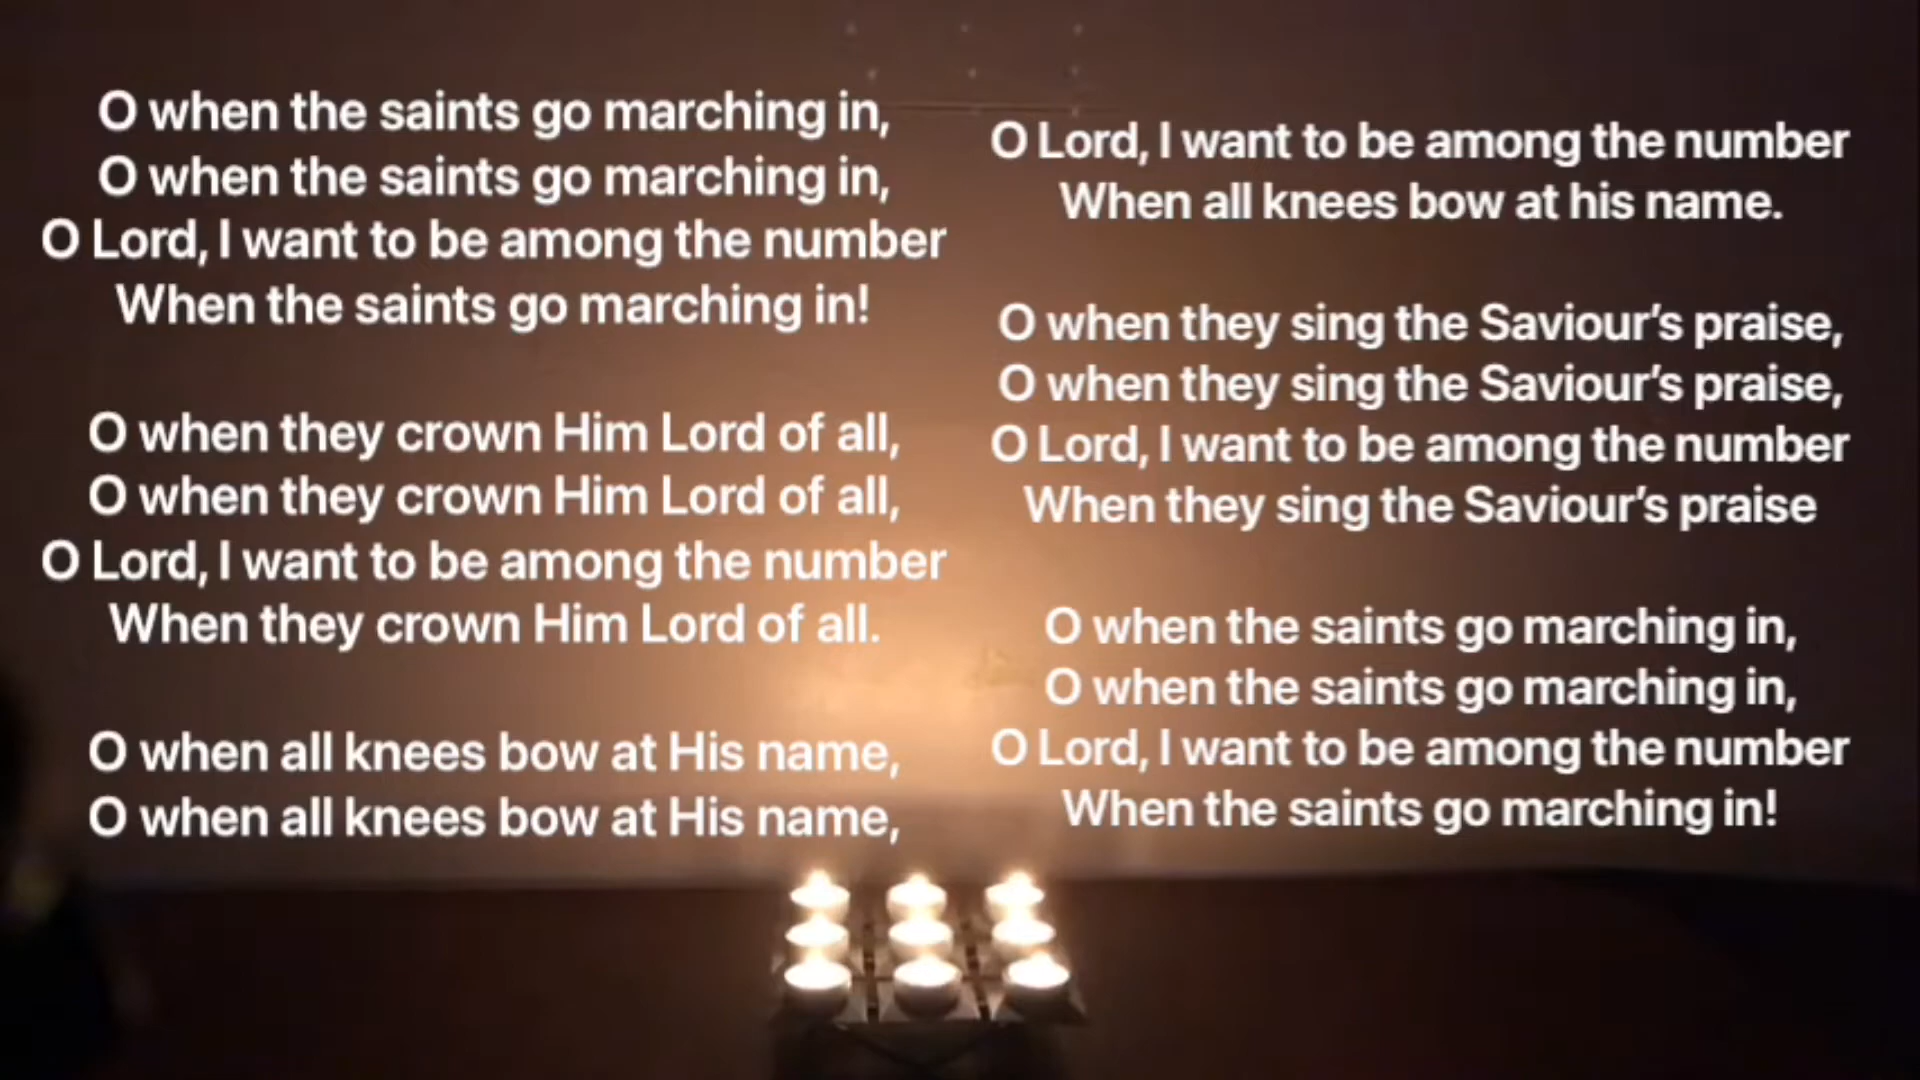 O when the saints go marching in,
O when the saints go marching in,
O Lord, I want to be among the number
When the saints go marching in!
O when they crown Him Lord of all,
O when they crown Him Lord of all,
O Lord, I want to be among the number
When they crown Him Lord of all.
O when all knees bow at His name,
O when all knees bow at His name,
O Lord, I want to be among the number
When all knees bow at his name.
O when they sing the Saviour’s praise,
O when they sing the Saviour’s praise,
O Lord, I want to be among the number
When they sing the Saviour’s praise
O when the saints go marching in,
O when the saints go marching in,
O Lord, I want to be among the number
When the saints go marching in!